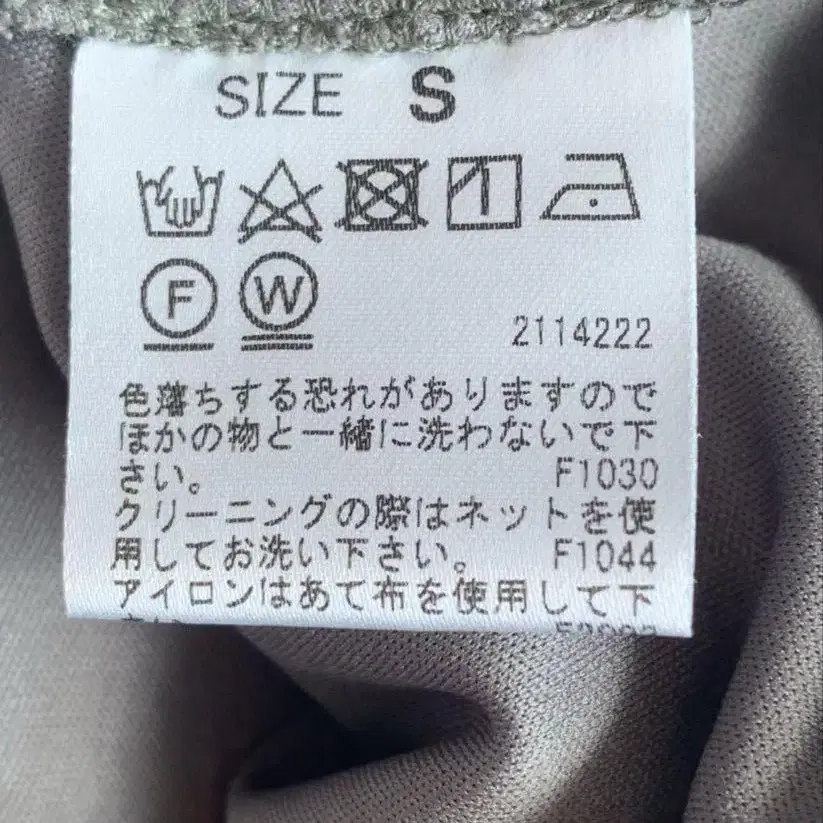 SIZE S
F W
2114222
色落ちする恐れがありますので
ほかの物と一緒に洗わないで下
さい。 F1030
クリーニングの際はネットを使
用してお洗い下さい。 F1044
アイロンはあて布を使用して下